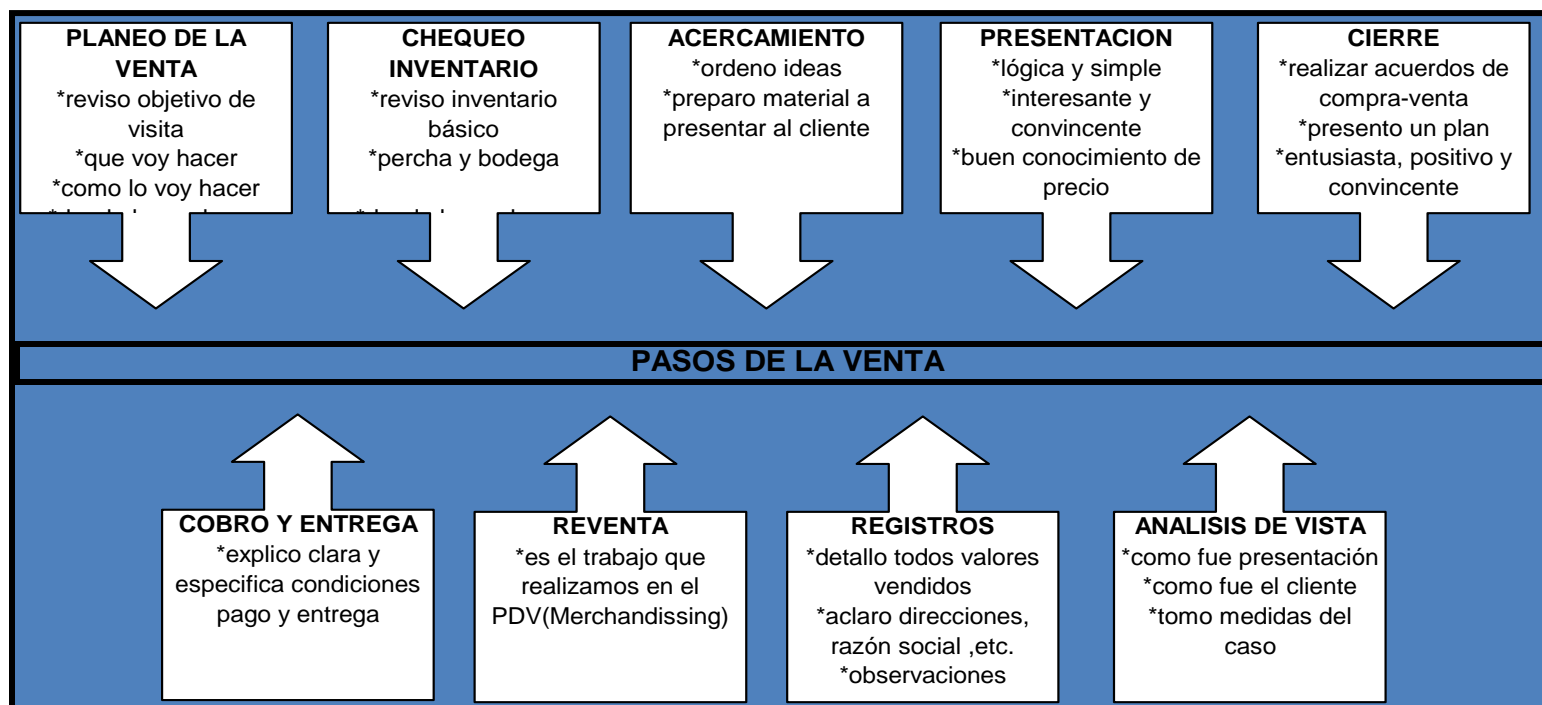 PLANEO DE LA
VENTA
*reviso objetivo de
visita
*que voy hacer
*como lo voy hacer
CHEQUEO
INVENTARIO
*reviso inventario
básico
*percha y bodega
ACERCAMIENTO
*ordeno ideas
*preparo material a
presentar al cliente
PRESENTACION
*lógica y simple
*interesante y
convincente
*buen conocimiento de
precio
CIERRE
*realizar acuerdos de
compra-venta
*presento un plan
*entusiasta, positivo y
convincente
PASOS DE LA VENTA
COBRO Y ENTREGA
*explico clara y
especifica condiciones
pago y entrega
REVENTA
*es el trabajo que
realizamos en el
PDV(Merchandissing)
REGISTROS
*detallo todos valores
vendidos
*aclaro direcciones,
razón social ,etc.
*observaciones
ANALISIS DE VISTA
*como fue presentación
*como fue el cliente
*tomo medidas del
caso